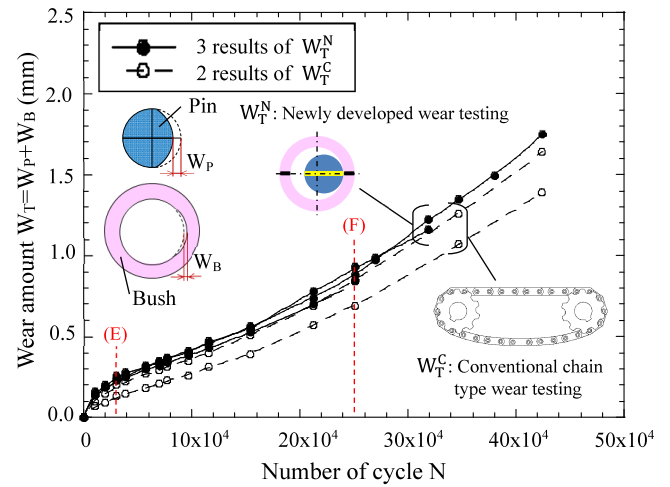 3 results of W_T^N
2 results of W_T^C
Pin
W_P
W_B
Bush
W_T^N: Newly developed wear testing
(E)
(F)
W_T^C: Conventional chain
type wear testing
Wear amount W_T=W_P+W_B (mm)
2.5
2.0
1.5
1.0
0.5
0.0
0
10x10^4
20x10^4
30x10^4
40x10^4
50x10^4
Number of cycle N